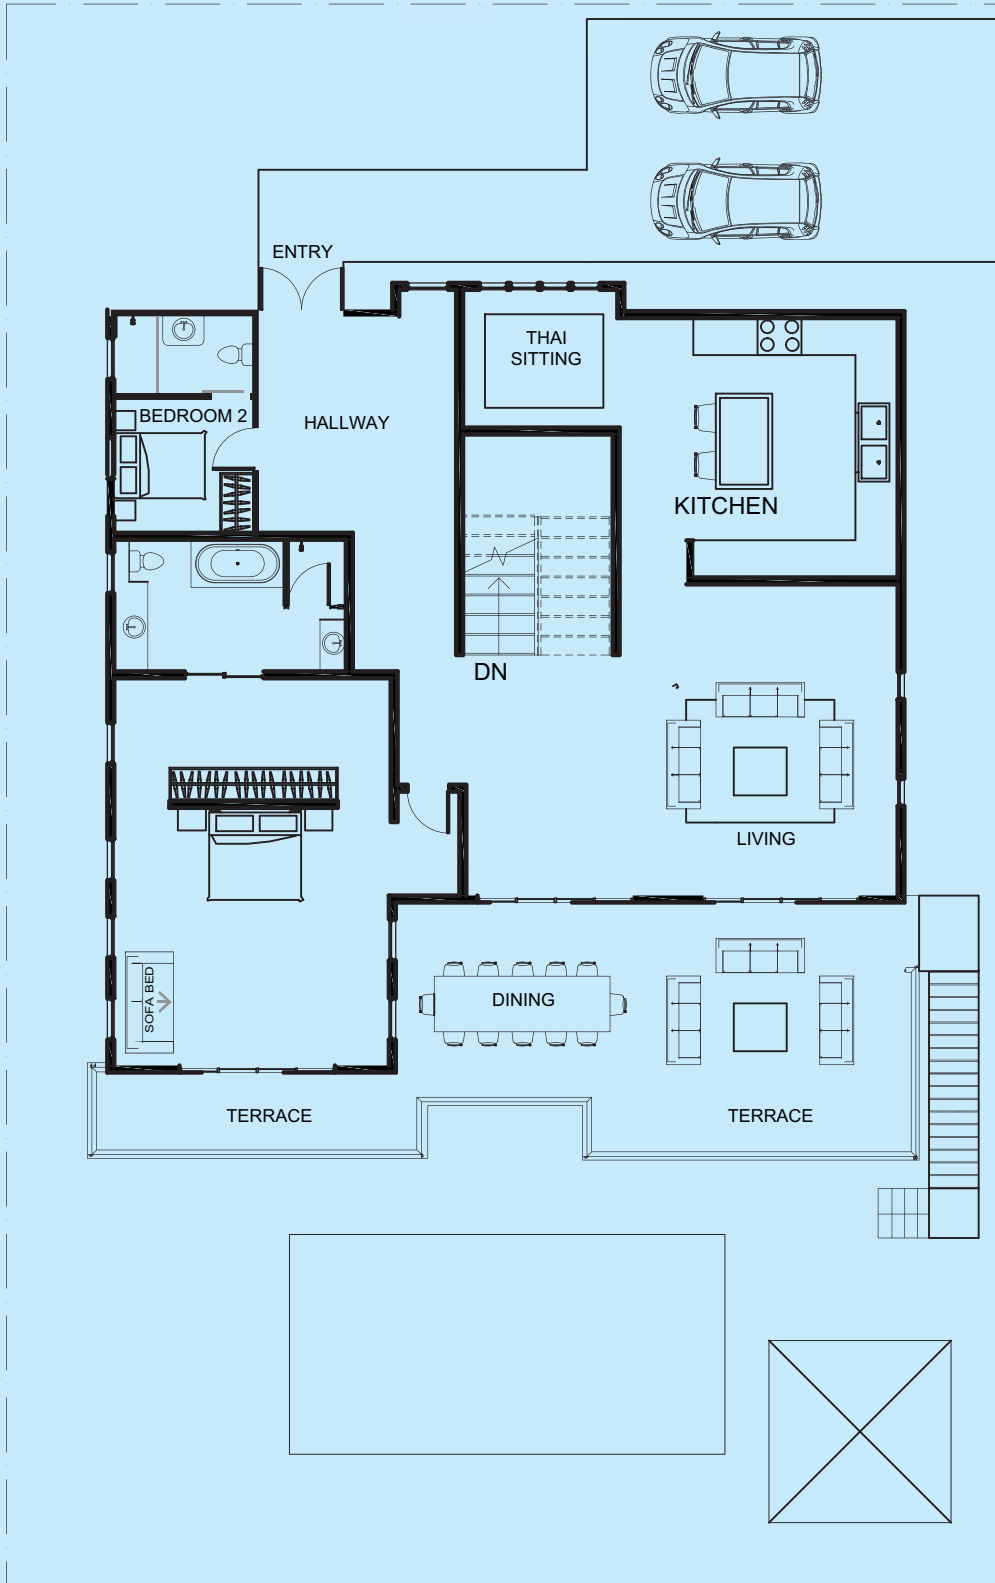 ENTRY
THAI
SITTING
BEDROOM 2
HALLWAY
KITCHEN
DN
LIVING
SOFA BED
DINING
TERRACE
TERRACE